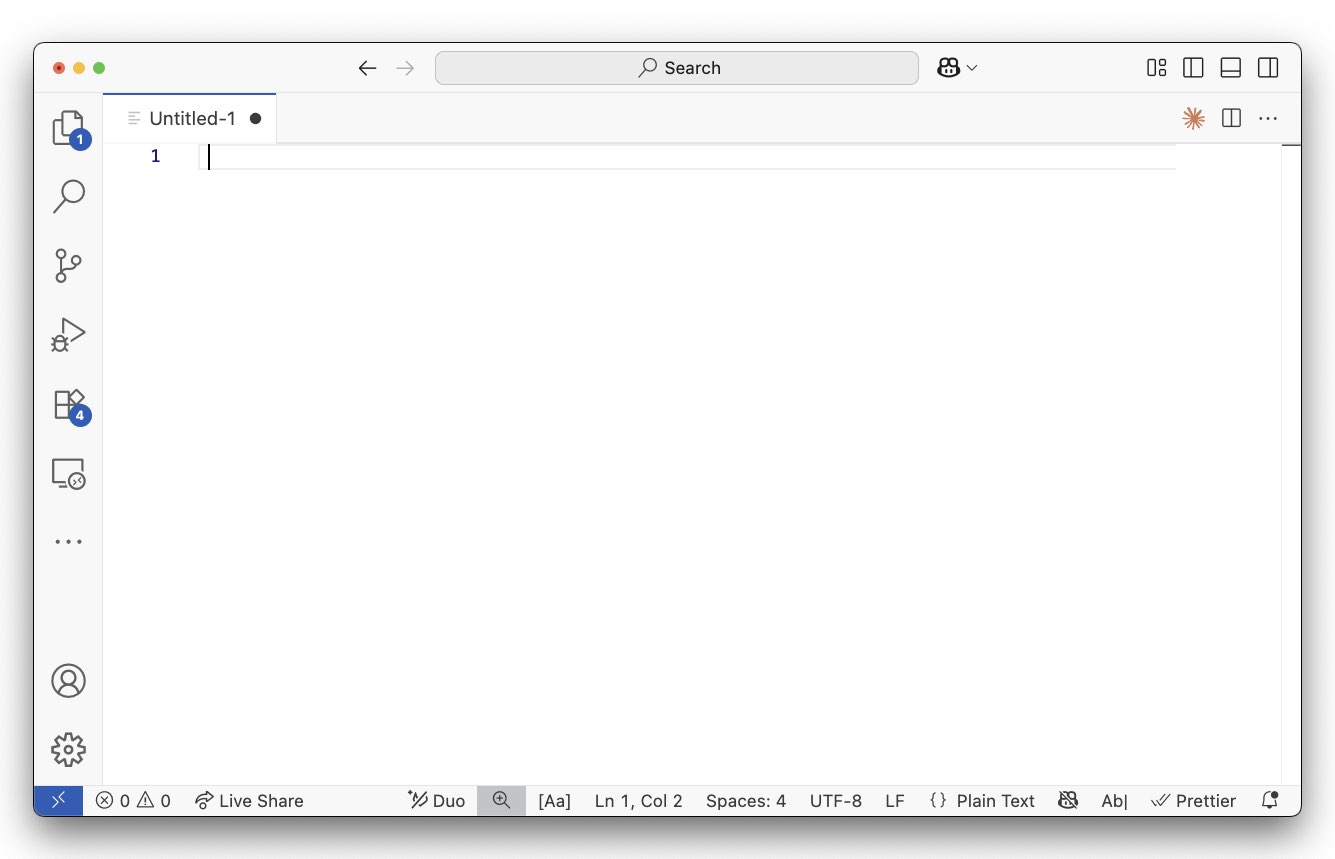 Search
Untitled-1
1
1
4
0 0 Live Share Duo [Aa] Ln 1, Col 2 Spaces: 4 UTF-8 LF {} Plain Text Ab| Prettier